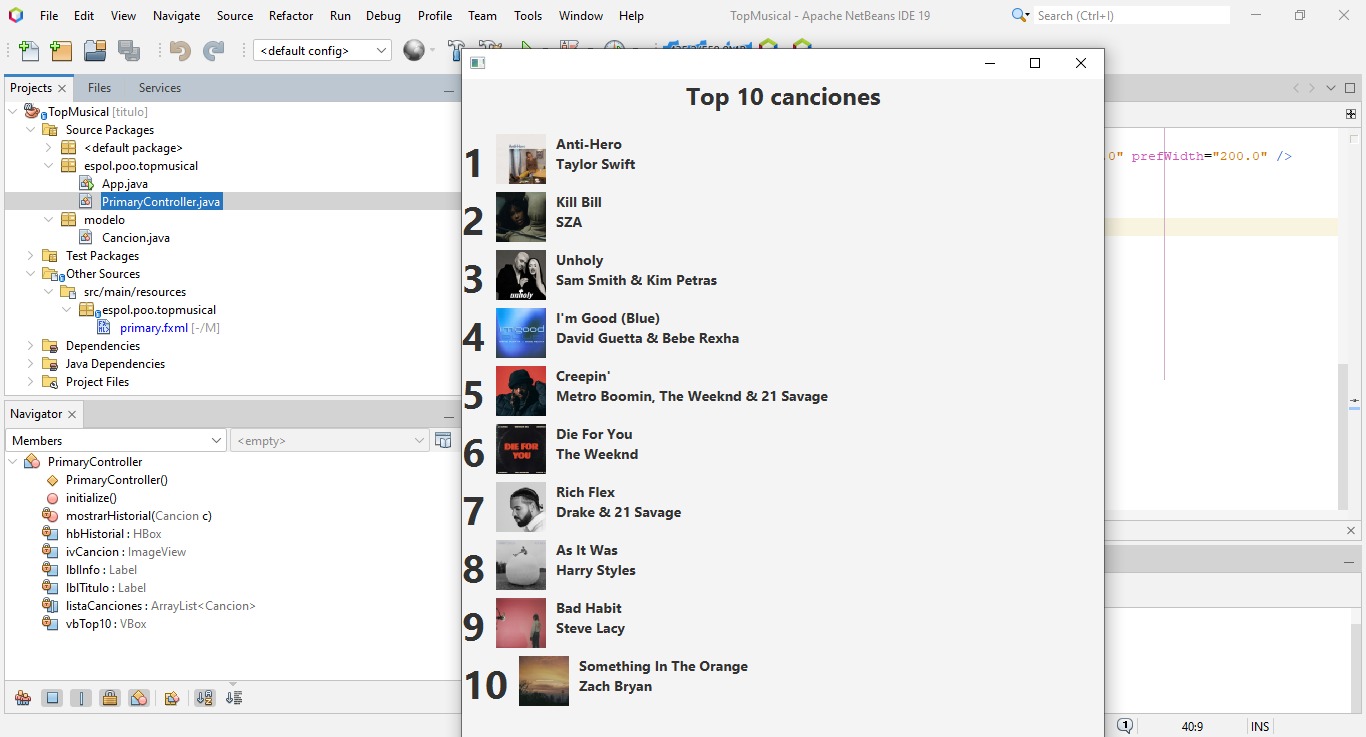 File Edit View Navigate Source Refactor Run Debug Profile Team Tools Window Help
TopMusical - Apache NetBeans IDE 19
Search (Ctrl+I)
<default config>
Projects
Files
Services
TopMusical [titulo]
Source Packages
<default package>
espol.poo.topmusical
App.java
PrimaryController.java
modelo
Cancion.java
Test Packages
Other Sources
src/main/resources
espol.poo.topmusical
primary.fxml [-/M]
Dependencies
Java Dependencies
Project Files
Navigator
Members
<empty>
PrimaryController
PrimaryController()
initialize()
mostrarHistorial(Cancion c)
hbHistorial : HBox
ivCancion : ImageView
lblInfo : Label
lblTitulo : Label
listaCanciones : ArrayList<Cancion>
vbTop10 : VBox
Top 10 canciones
1
Anti-Hero
Taylor Swift
2
Kill Bill
SZA
3
unholy
Unholy
Sam Smith & Kim Petras
4
i'm good
I'm Good (Blue)
David Guetta & Bebe Rexha
5
Creepin'
Metro Boomin, The Weeknd & 21 Savage
6
DIE FOR
YOU
Die For You
The Weeknd
7
Rich Flex
Drake & 21 Savage
8
As It Was
Harry Styles
9
Bad Habit
Steve Lacy
10
Something In The Orange
Zach Bryan
0" prefWidth="200.0" />
1
40:9
INS